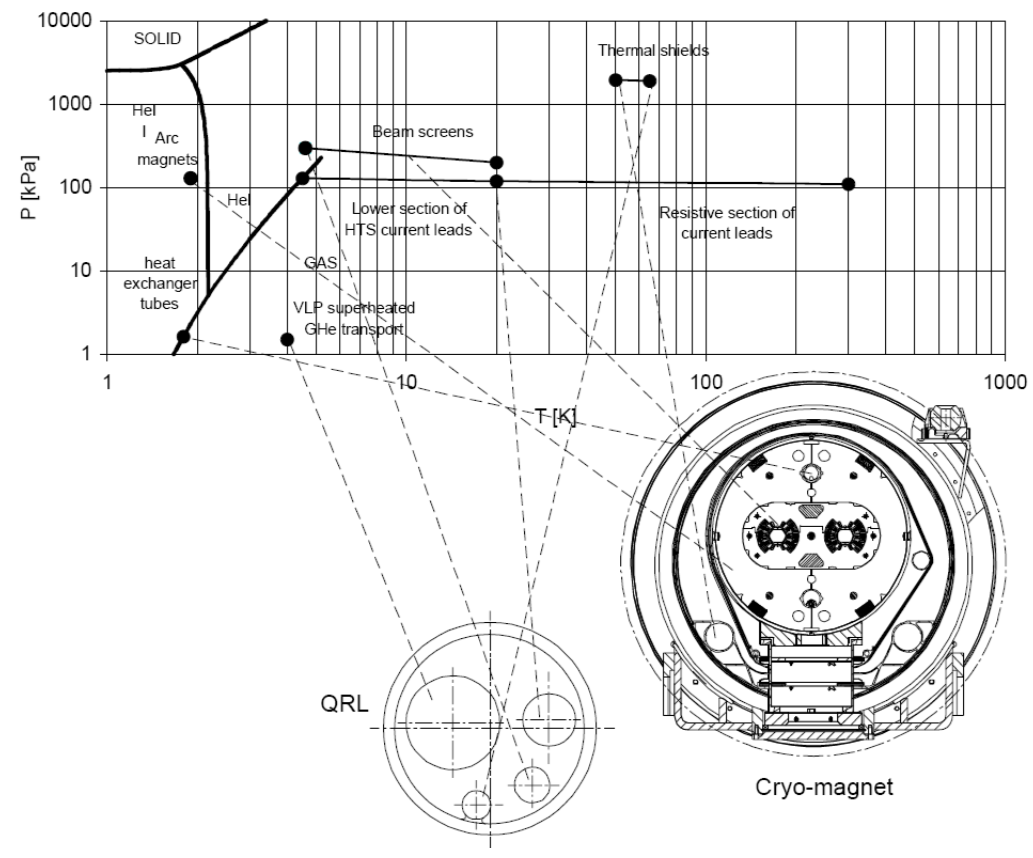 10000
SOLID
Thermal shields
1000
HeI
I Arc
magnets
Beam screens
P [kPa]
100
HeI
Lower section of
HTS current leads
Resistive section of
current leads
heat
exchanger
tubes
GAS
10
VLP superheated
GHe transport
1
1
10
100
1000
T [K]
QRL
Cryo-magnet